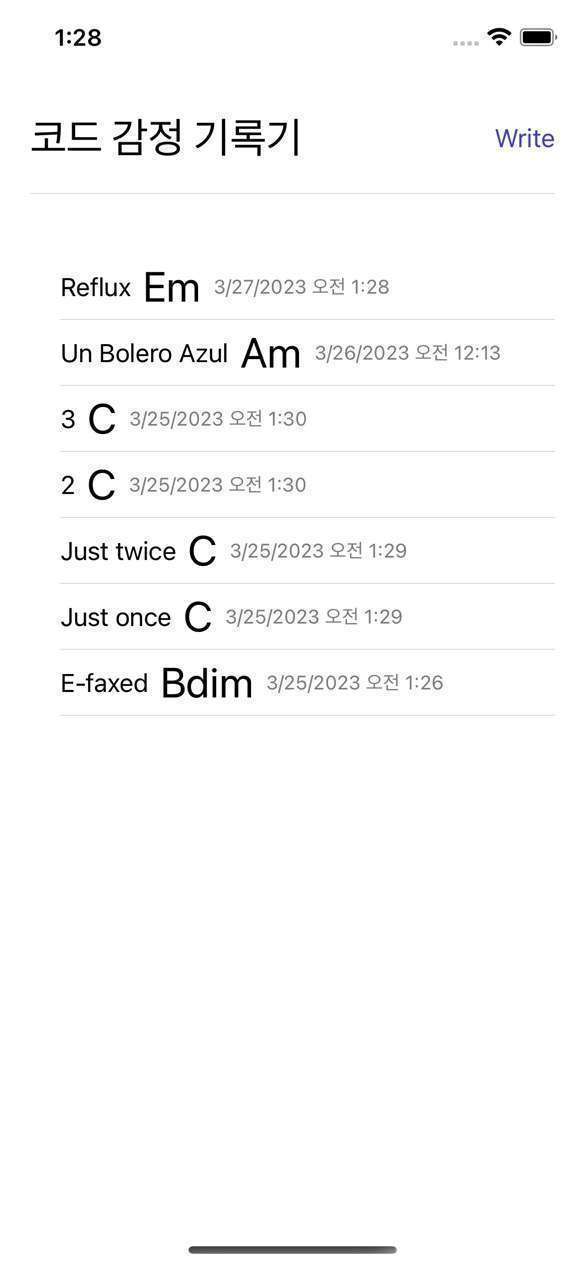 1:28
코드 감정 기록기 Write
Reflux Em 3/27/2023 오전 1:28
Un Bolero Azul Am 3/26/2023 오전 12:13
3 C 3/25/2023 오전 1:30
2 C 3/25/2023 오전 1:30
Just twice C 3/25/2023 오전 1:29
Just once C 3/25/2023 오전 1:29
E-faxed Bdim 3/25/2023 오전 1:26